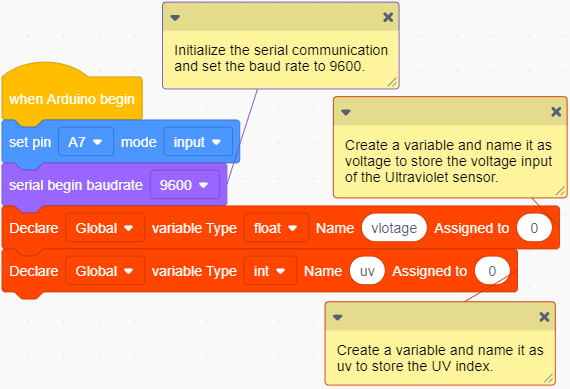 Initialize the serial communication
and set the baud rate to 9600.
when Arduino begin
set pin A7 mode input
serial begin baudrate 9600
Create a variable and name it as
voltage to store the voltage input
of the Ultraviolet sensor.
Declare Global variable Type float Name vlotage Assigned to 0
Declare Global variable Type int Name uv Assigned to 0
Create a variable and name it as
uv to store the UV index.